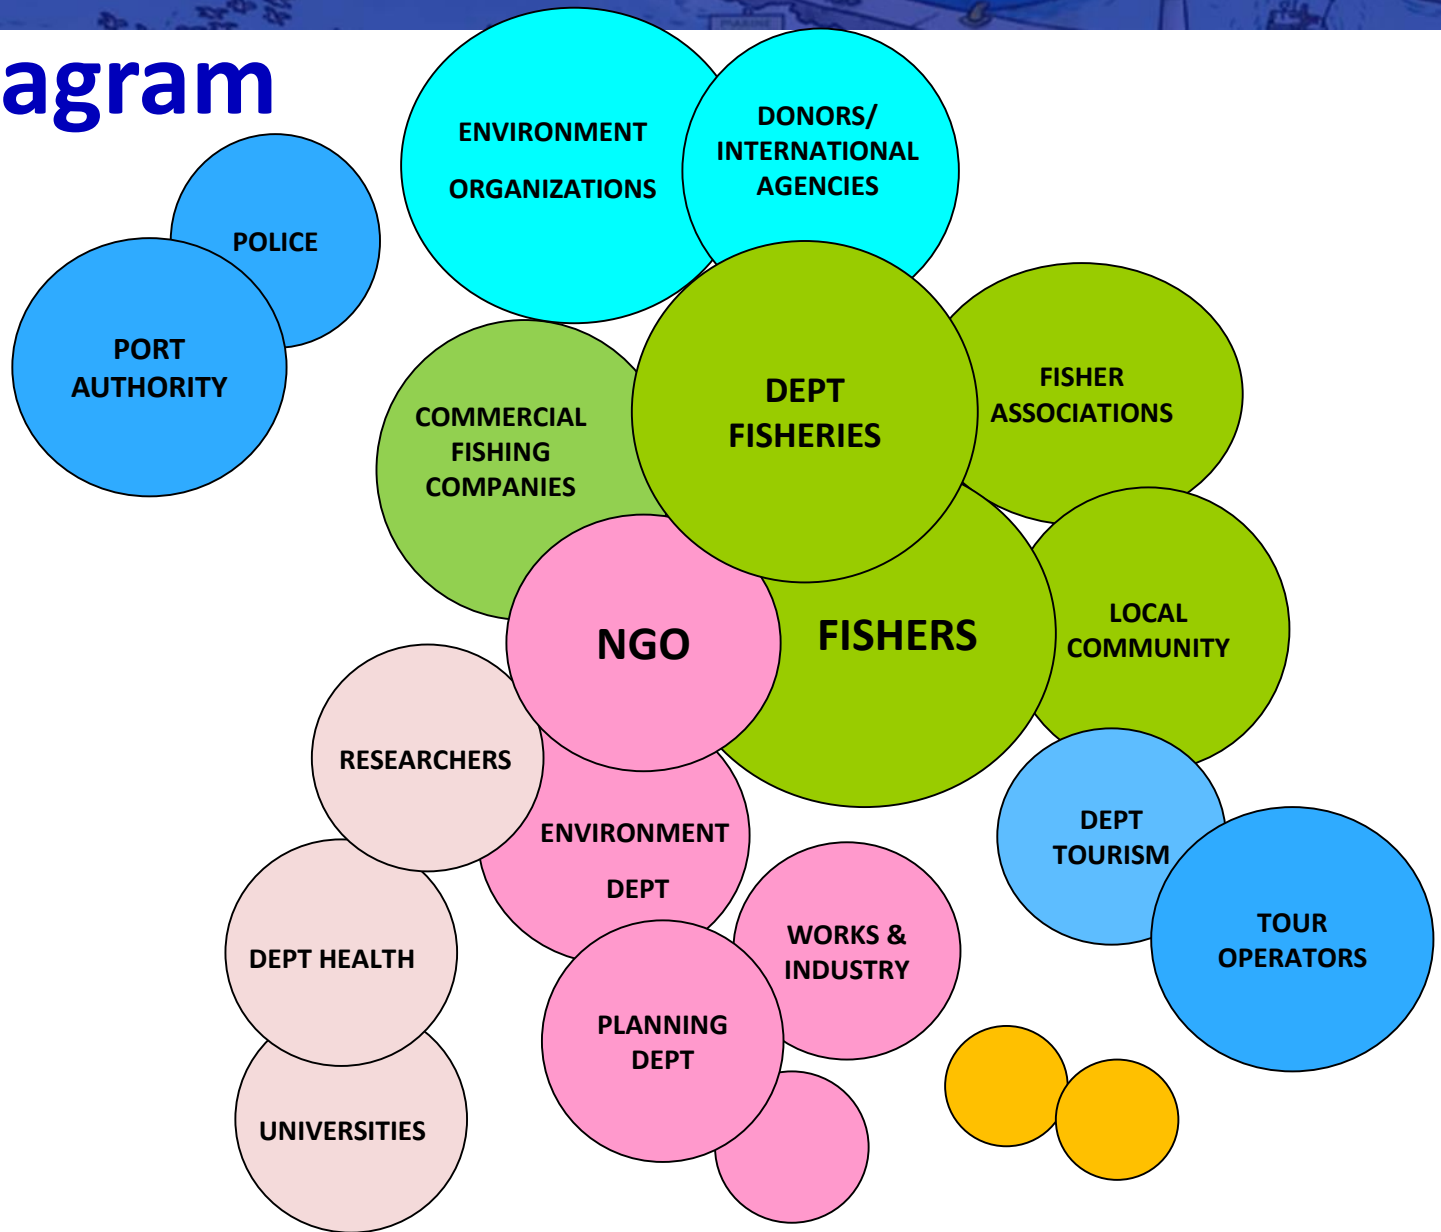 MARINE
agram
ENVIRONMENT
ORGANIZATIONS
DONORS/
INTERNATIONAL
AGENCIES
POLICE
PORT
AUTHORITY
DEPT
FISHERIES
FISHER
ASSOCIATIONS
COMMERCIAL
FISHING
COMPANIES
NGO
FISHERS
LOCAL
COMMUNITY
RESEARCHERS
ENVIRONMENT
DEPT
DEPT
TOURISM
TOUR
OPERATORS
WORKS &
INDUSTRY
DEPT HEALTH
PLANNING
DEPT
UNIVERSITIES